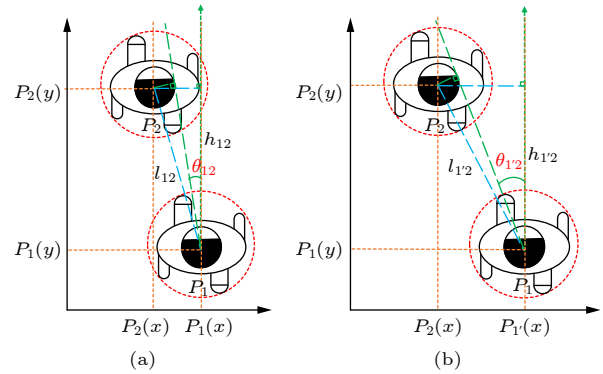 P₂(y)
P₂
h₁₂
l₁₂
θ₁₂
P₁(y)
P₁
P₂(x)
P₁(x)
(a)
P₂(y)
P₂
h₁′₂
l₁′₂
θ₁′₂
P₁(y)
P₁
P₂(x)
P₁′(x)
(b)